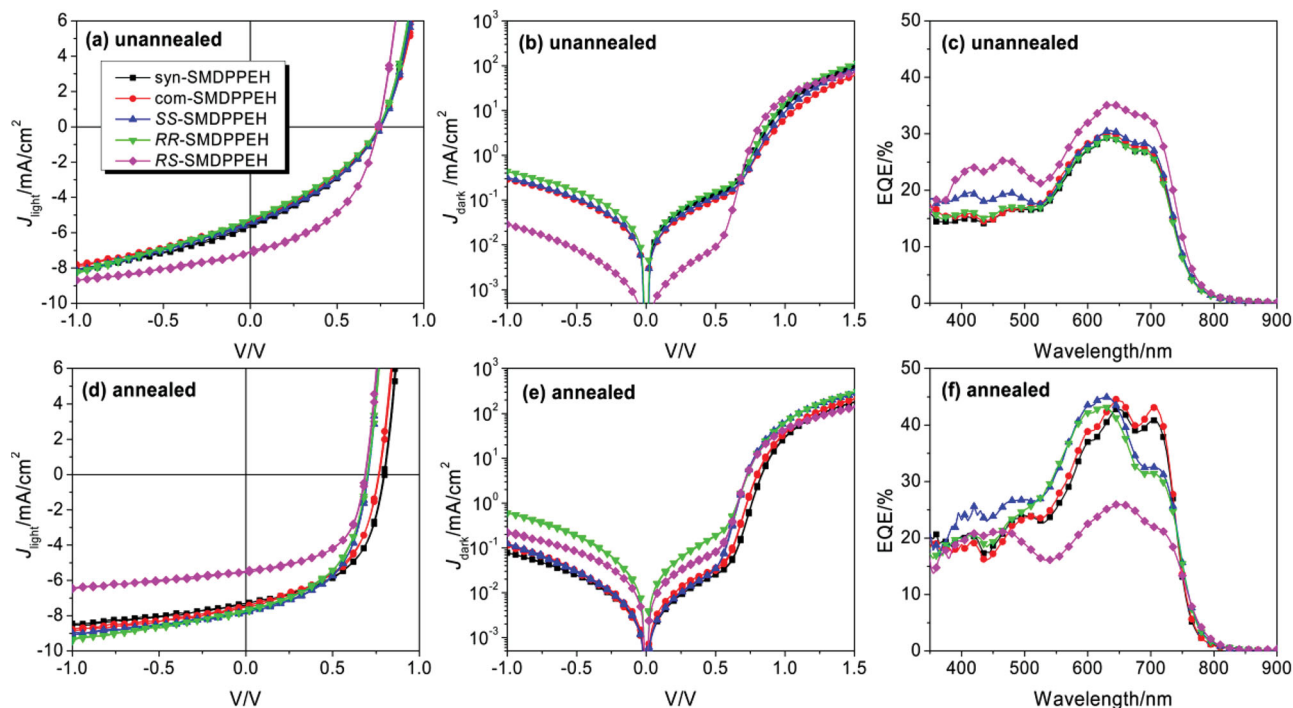 (a) unannealed
syn-SMDPPEH
com-SMDPPEH
SS-SMDPPEH
RR-SMDPPEH
RS-SMDPPEH
J_light/mA/cm²
6
4
2
0
-2
-4
-6
-8
-10
-1.0 -0.5 0.0 0.5 1.0
V/V
(b) unannealed
J_dark/mA/cm²
10³
10²
10¹
10⁰
10⁻¹
10⁻²
10⁻³
-1.0 -0.5 0.0 0.5 1.0 1.5
V/V
(c) unannealed
EQE/%
50
40
30
20
10
0
400 500 600 700 800 900
Wavelength/nm
(d) annealed
J_light/mA/cm²
6
4
2
0
-2
-4
-6
-8
-10
-1.0 -0.5 0.0 0.5 1.0
V/V
(e) annealed
J_dark/mA/cm²
10³
10²
10¹
10⁰
10⁻¹
10⁻²
10⁻³
-1.0 -0.5 0.0 0.5 1.0 1.5
V/V
(f) annealed
EQE/%
50
40
30
20
10
0
400 500 600 700 800 900
Wavelength/nm